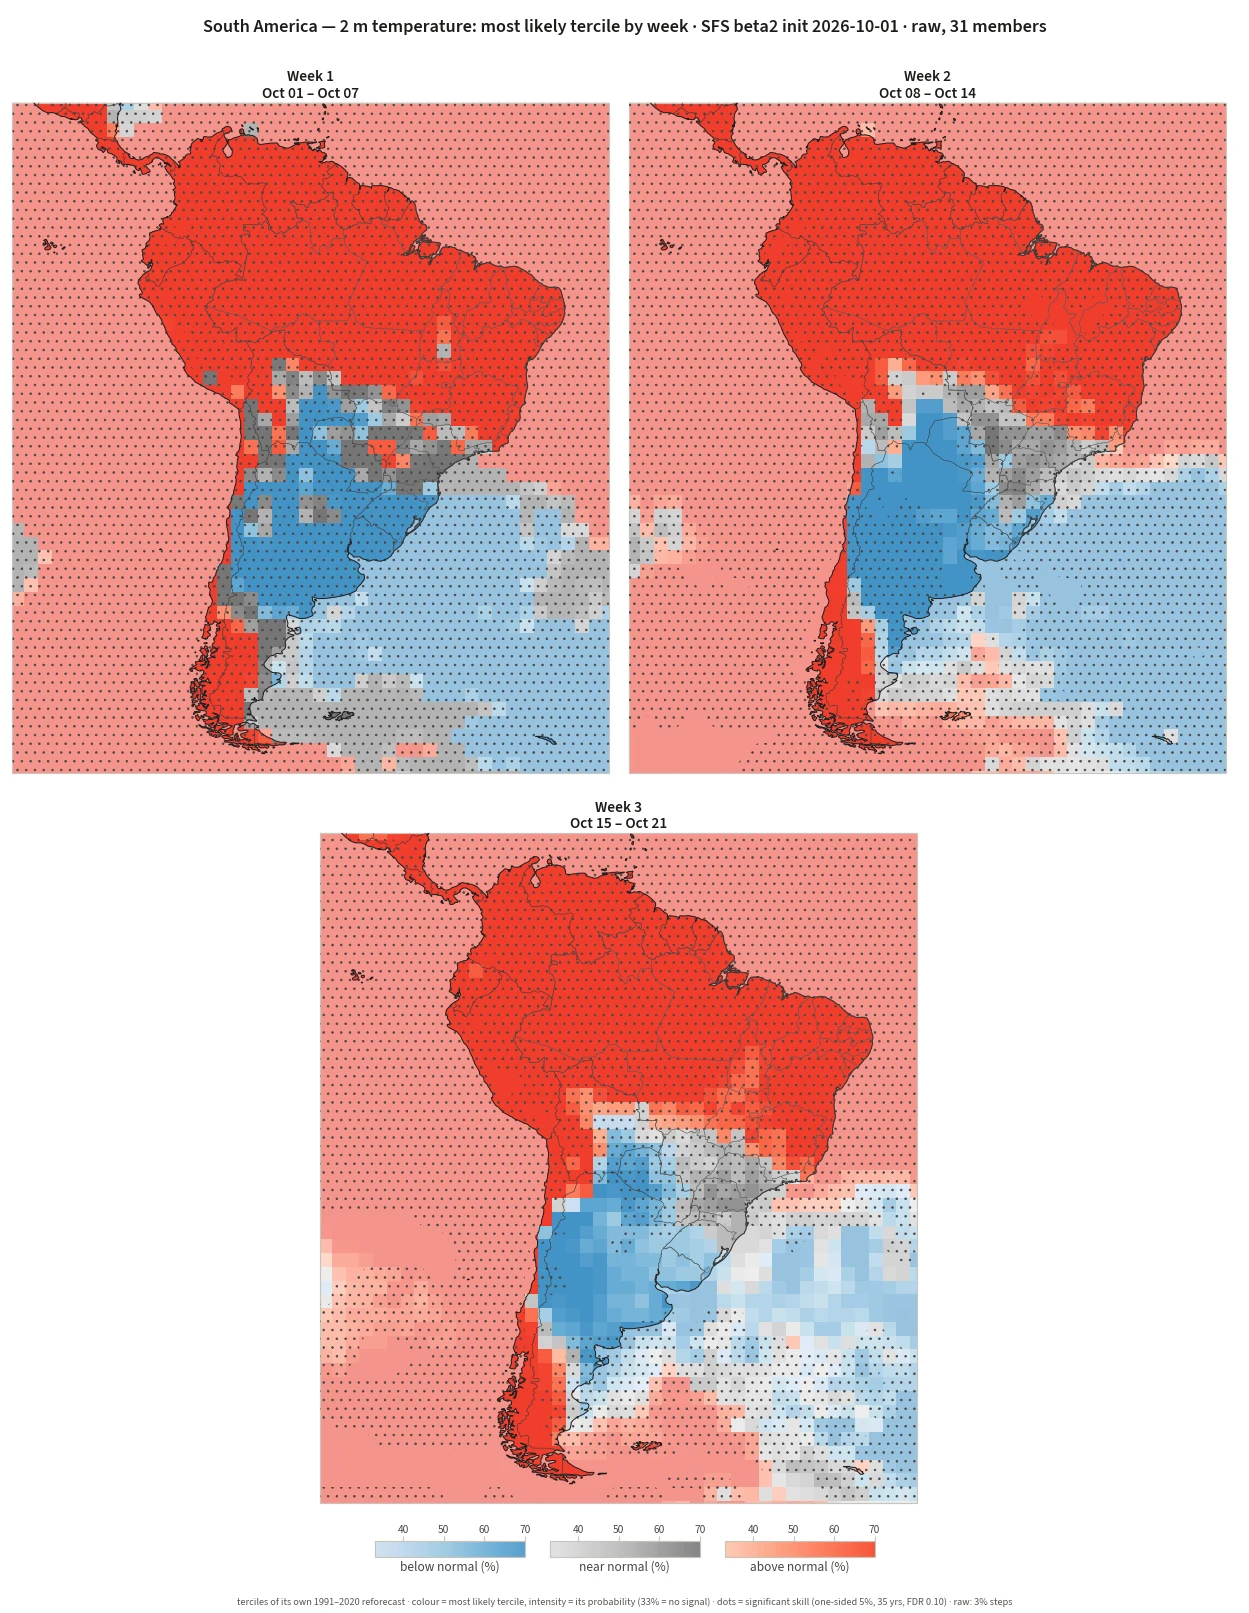 South America — 2 m temperature: most likely tercile by week · SFS beta2 init 2026-10-01 · raw, 31 members
Week 1
Oct 01 – Oct 07
Week 2
Oct 08 – Oct 14
Week 3
Oct 15 – Oct 21
40 50 60 70
below normal (%)
40 50 60 70
near normal (%)
40 50 60 70
above normal (%)
terciles of its own 1991–2020 reforecast · colour = most likely tercile, intensity = its probability (33% = no signal) · dots = significant skill (one-sided 5%, 35 yrs, FDR 0.10) · raw: 3% steps